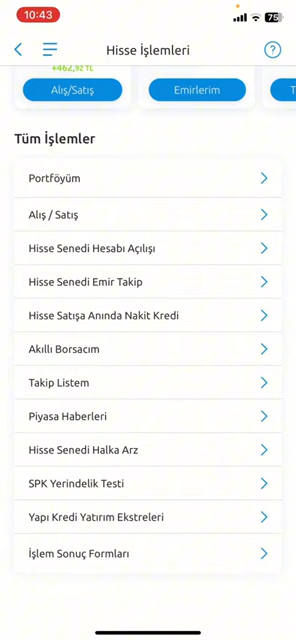 10:43
75
Hisse İşlemleri
?
+462,92 TL
Alış/Satış
Emirlerim
T
Tüm İşlemler
Portföyüm
Alış / Satış
Hisse Senedi Hesabı Açılışı
Hisse Senedi Emir Takip
Hisse Satışa Anında Nakit Kredi
Akıllı Borsacım
Takip Listem
Piyasa Haberleri
Hisse Senedi Halka Arz
SPK Yerindelik Testi
Yapı Kredi Yatırım Ekstreleri
İşlem Sonuç Formları